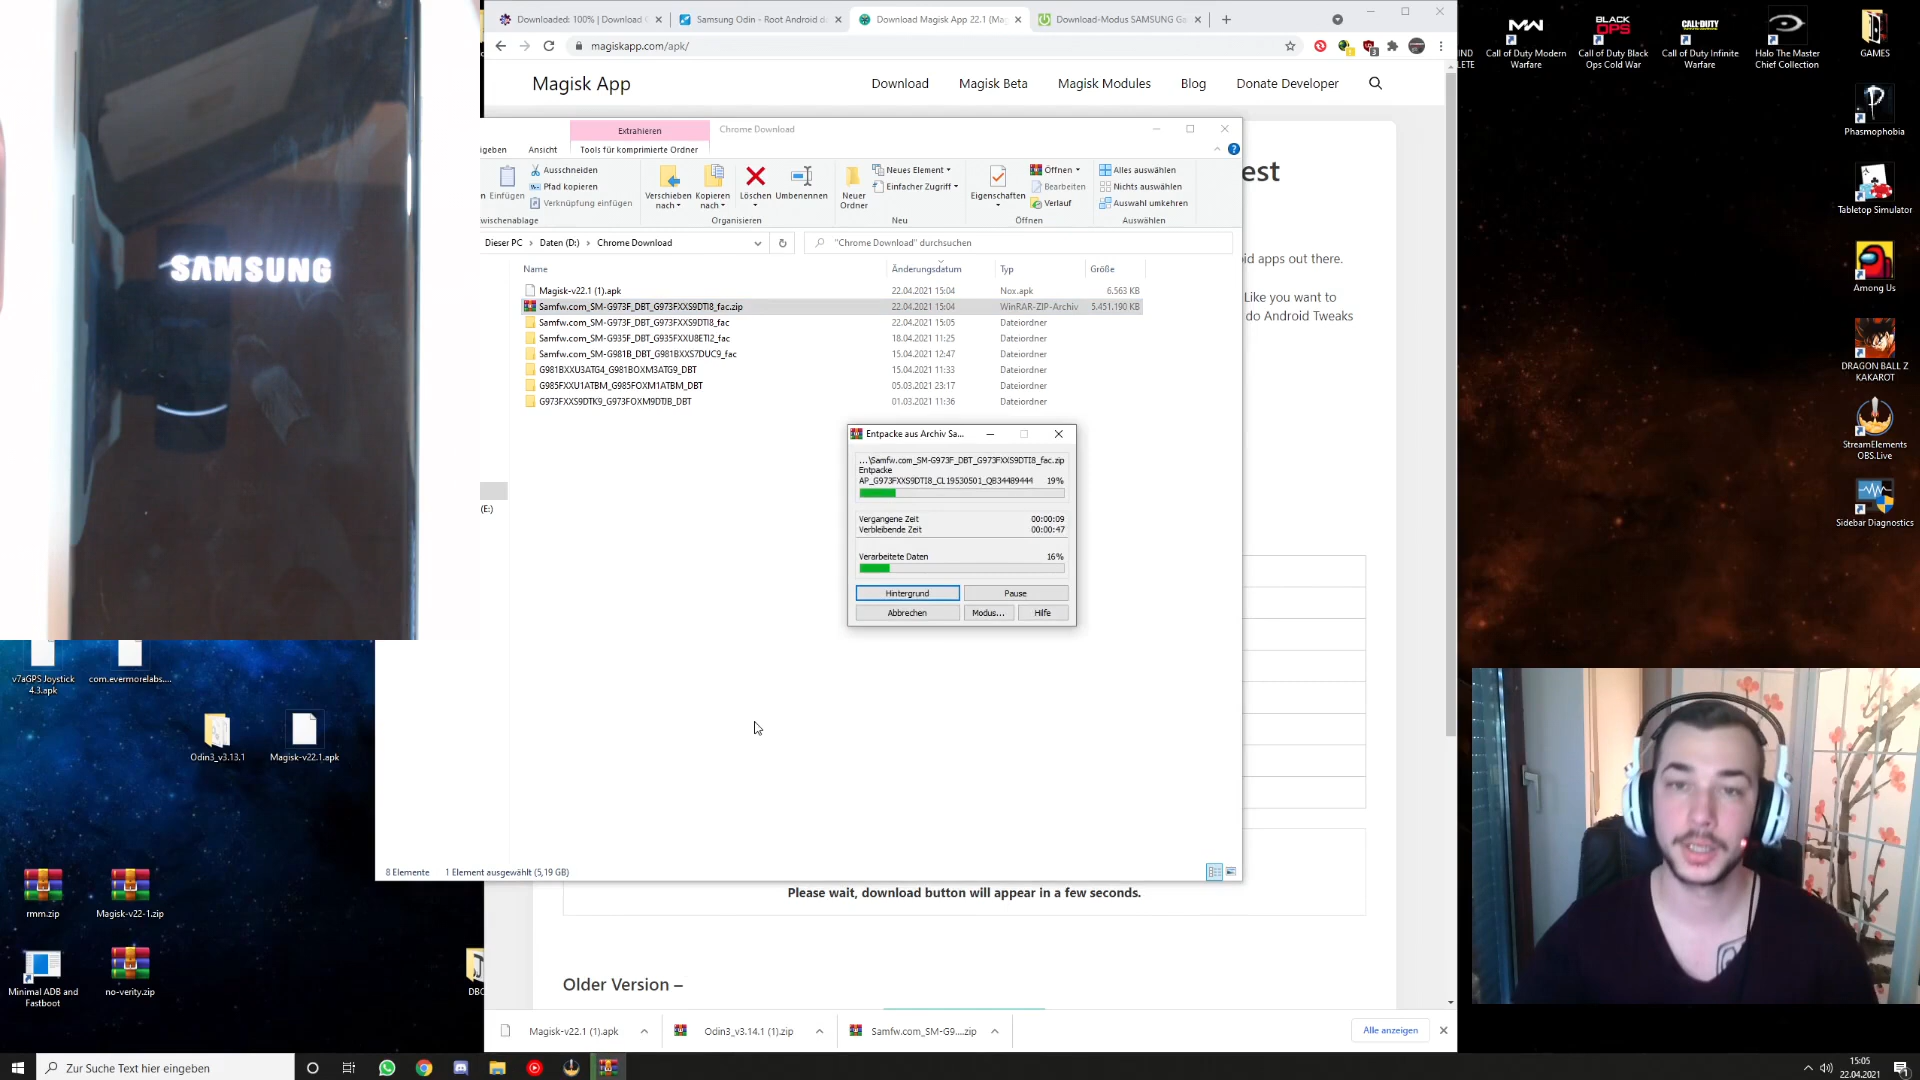 SAMSUNG
Downloaded: 100% | Download
Samsung Odin - Root Android d
Download Magisk App 22.1 (Ma
Download-Modus SAMSUNG Ga
magiskapp.com/apk/
Magisk App
Download
Magisk Beta
Magisk Modules
Blog
Donate Developer
est
id apps out there.
Like you want to
do Android Tweaks
Extrahieren
Chrome Download
igeben
Ansicht
Tools für komprimierte Ordner
Einfügen
Ausschneiden
Pfad kopieren
Verknüpfung einfügen
wischenablage
Verschieben nach
Kopieren nach
Löschen
Umbenennen
Organisieren
Neuer Ordner
Neues Element
Einfacher Zugriff
Neu
Eigenschaften
Öffnen
Bearbeiten
Verlauf
Öffnen
Alles auswählen
Nichts auswählen
Auswahl umkehren
Auswählen
Dieser PC > Daten (D:) > Chrome Download
"Chrome Download" durchsuchen
Name Änderungsdatum Typ Größe
Magisk-v22.1 (1).apk 22.04.2021 15:04 Nox.apk 6.563 KB
Samfw.com_SM-G973F_DBT_G973FXXS9DTI8_fac.zip 22.04.2021 15:04 WinRAR-ZIP-Archiv 5.451.190 KB
Samfw.com_SM-G973F_DBT_G973FXXS9DTI8_fac 22.04.2021 15:05 Dateiordner
Samfw.com_SM-G935F_DBT_G935FXXU8ETI2_fac 18.04.2021 11:25 Dateiordner
Samfw.com_SM-G981B_DBT_G981BXXS7DUC9_fac 15.04.2021 12:47 Dateiordner
G981BXXU3ATG4_G981BOXM3ATG9_DBT 15.04.2021 11:33 Dateiordner
G985FXXU1ATBM_G985FOXM1ATBM_DBT 05.03.2021 23:17 Dateiordner
G973FXXS9DTK9_G973FOXM9DTJB_DBT 01.03.2021 11:36 Dateiordner
(E:)
Entpacke aus Archiv Sa...
...\Samfw.com_SM-G973F_DBT_G973FXXS9DTI8_fac.zip
Entpacke
AP_G973FXXS9DTI8_CL19530501_QB34489444 19%
Vergangene Zeit 00:00:09
Verbleibende Zeit 00:00:47
Verarbeitete Daten 16%
Hintergrund
Pause
Abbrechen
Modus...
Hilfe
8 Elemente 1 Element ausgewählt (5,19 GB)
Please wait, download button will appear in a few seconds.
Older Version –
Magisk-v22.1 (1).apk
Odin3_v3.14.1 (1).zip
Samfw.com_SM-G9....zip
Alle anzeigen
v7aGPS Joystick
4.3.apk
com.evermorelabs....
Odin3_v3.13.1
Magisk-v22.1.apk
rmm.zip
Magisk-v22-1.zip
Minimal ADB and
Fastboot
no-verity.zip
DBC
Zur Suche Text hier eingeben
IND
LETE
Call of Duty Modern
Warfare
BLACK
OPS
Call of Duty Black
Ops Cold War
CALL OF DUTY
Call of Duty Infinite
Warfare
Halo The Master
Chief Collection
GAMES
Phasmophobia
Tabletop Simulator
Among Us
DRAGON BALL Z
KAKAROT
StreamElements
OBS.Live
Sidebar Diagnostics
15:05
22.04.2021